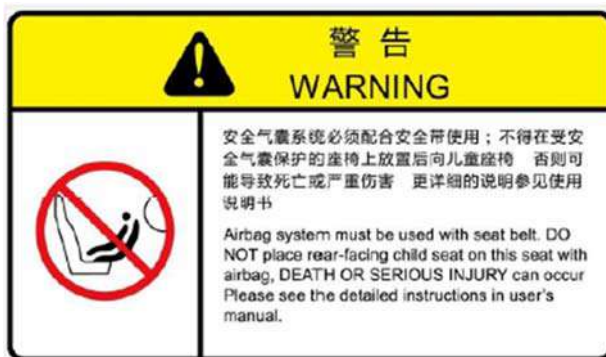 警告
WARNING
安全气囊系统必须配合安全带使用；不得在受安
全气囊保护的座椅上放置后向儿童座椅　否则可
能导致死亡或严重伤害　更详细的说明参见使用
说明书
Airbag system must be used with seat belt. DO
NOT place rear-facing child seat on this seat with
airbag, DEATH OR SERIOUS INJURY can occur
Please see the detailed instructions in user's
manual.